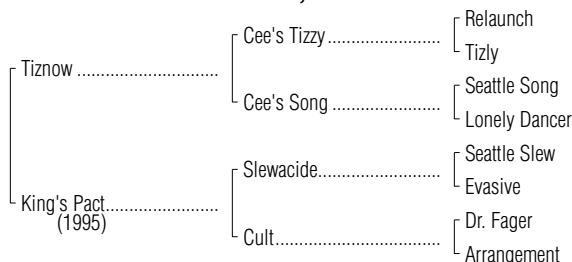 Relaunch
Cee's Tizzy
Tizly
Tiznow
Seattle Song
Cee's Song
Lonely Dancer
Seattle Slew
Slewacide
Evasive
King's Pact
(1995)
Dr. Fager
Cult
Arrangement